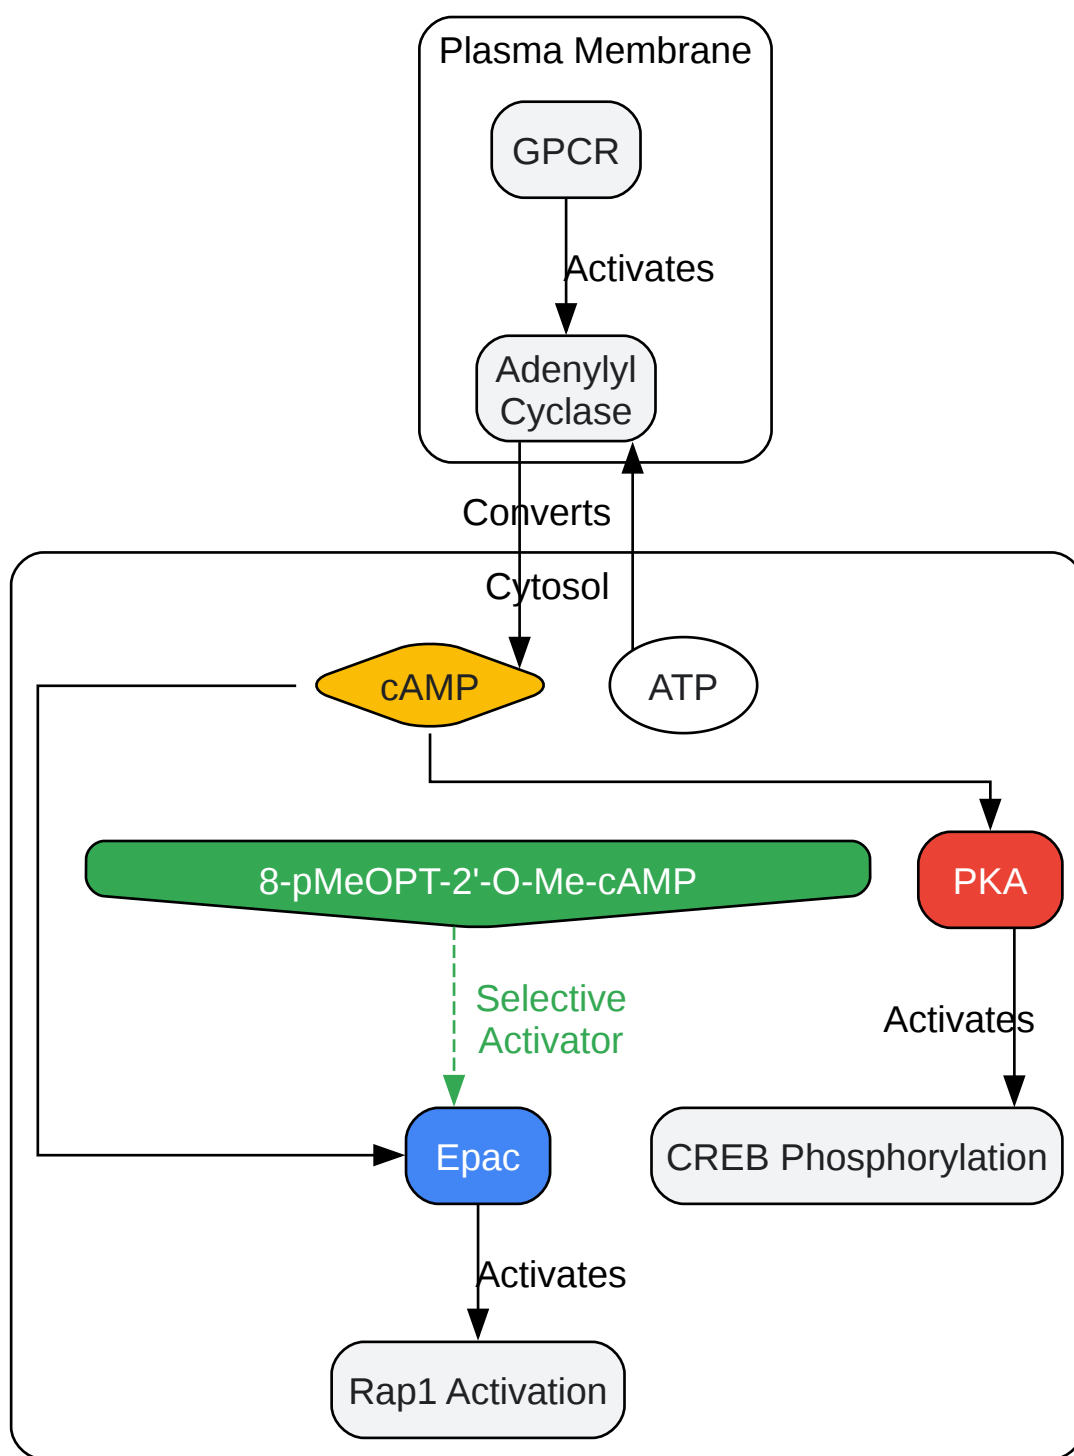 Plasma Membrane
GPCR
Activates
Adenylyl
Cyclase
Converts
Cytosol
cAMP
ATP
8-pMeOPT-2'-O-Me-cAMP
PKA
Selective
Activator
Activates
Epac
CREB Phosphorylation
Activates
Rap1 Activation